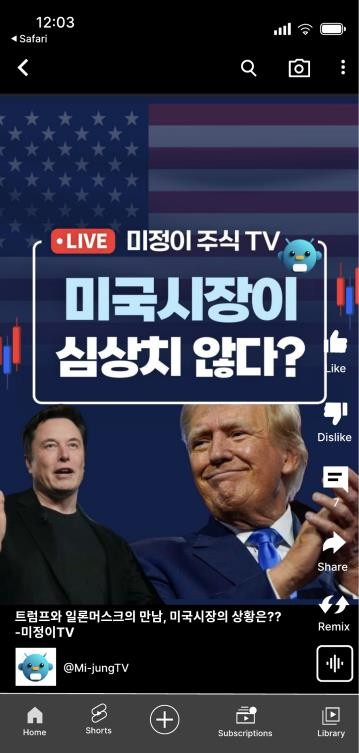 12:03
Safari
• LIVE 미정이 주식 TV
미국시장이
심상치 않다?
Like
Dislike
7
Share
Remix
트럼프와 일론머스크의 만남, 미국시장의 상황은??
-미정이TV
@Mi-jungTV
Home
Shorts
Subscriptions
Library